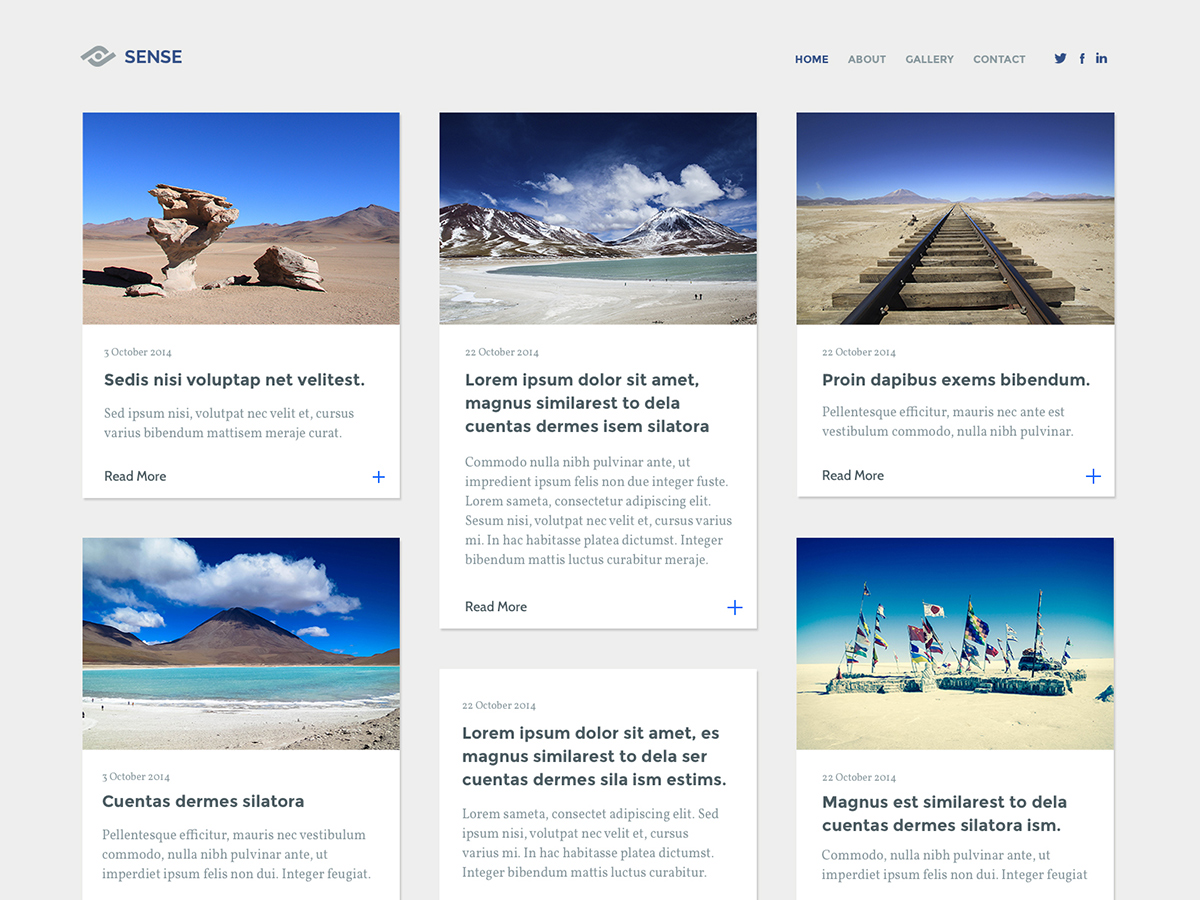 SENSE
HOME ABOUT GALLERY CONTACT
3 October 2014
Sedis nisi voluptap net velitest.
Sed ipsum nisi, volutpat nec velit et, cursus
varius bibendum mattisem meraje curat.
Read More
22 October 2014
Lorem ipsum dolor sit amet,
magnus similarest to dela
cuentas dermes isem silatora
Commodo nulla nibh pulvinar ante, ut
impredient ipsum felis non due integer fuste.
Lorem sameta, consectetur adipiscing elit.
Sesum nisi, volutpat nec velit et, cursus varius
mi. In hac habitasse platea dictumst. Integer
bibendum mattis luctus curabitur meraje.
Read More
22 October 2014
Proin dapibus exems bibendum.
Pellentesque efficitur, mauris nec ante est
vestibulum commodo, nulla nibh pulvinar.
Read More
3 October 2014
Cuentas dermes silatora
Pellentesque efficitur, mauris nec vestibulum
commodo, nulla nibh pulvinar ante, ut
imperdiet ipsum felis non dui. Integer feugiat.
22 October 2014
Lorem ipsum dolor sit amet, es
magnus similarest to dela ser
cuentas dermes sila ism estims.
Lorem sameta, consectet adipiscing elit. Sed
ipsum nisi, volutpat nec velit et, cursus
varius mi. In hac habitasse platea dictumst.
Integer bibendum mattis luctus curabitur.
22 October 2014
Magnus est similarest to dela
cuentas dermes silatora ism.
Commodo, nulla nibh pulvinar ante, ut
imperdiet ipsum felis non dui. Integer feugiat